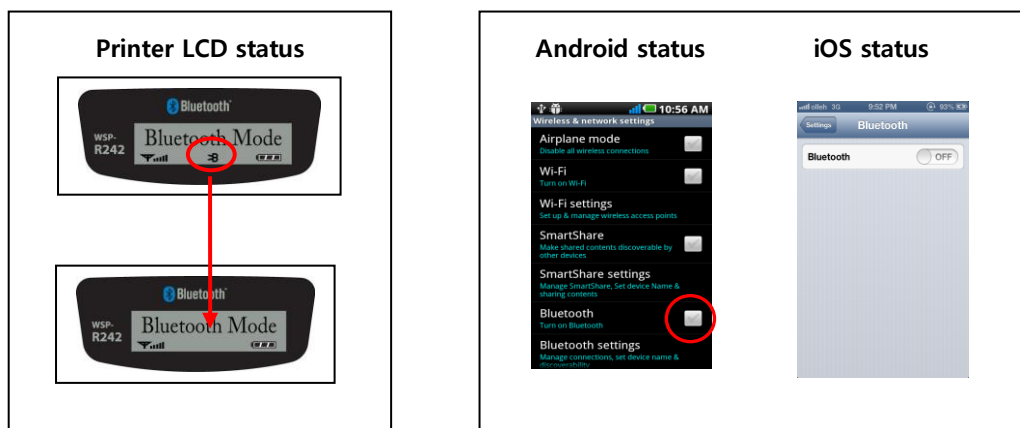 Printer LCD status
Bluetooth
WSP-
R242
Bluetooth Mode
Bluetooth
WSP-
R242
Bluetooth Mode
Android status
10:56 AM
Wireless & network settings
Airplane mode
Disable all wireless connections
Wi-Fi
Turn on Wi-Fi
Wi-Fi settings
Set up & manage wireless access points
SmartShare
Make shared contents discoverable by
other devices
SmartShare settings
Manage SmartShare, Set device Name &
sharing contents
Bluetooth
Turn on Bluetooth
Bluetooth settings
Manage connections, set device name &
discoverability
iOS status
olleh 3G 9:52 PM 93%
Settings Bluetooth
Bluetooth OFF